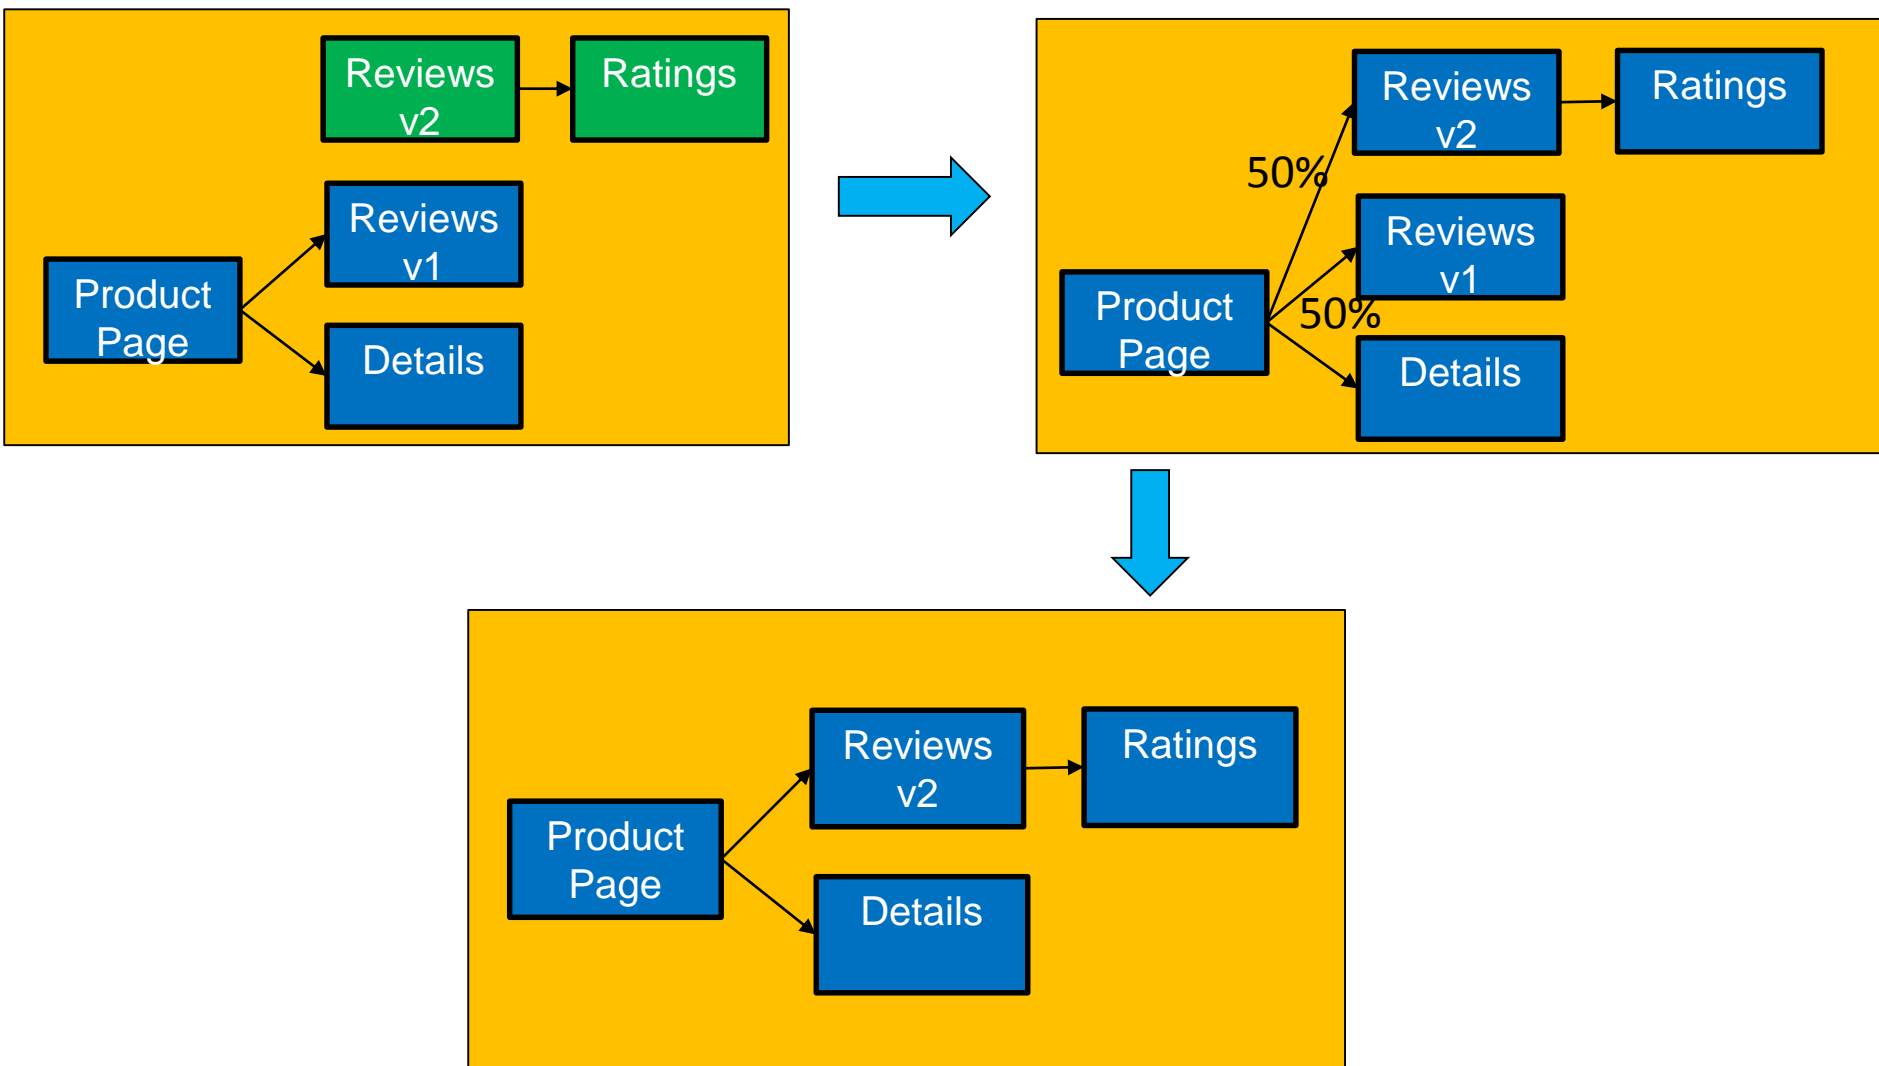 Reviews
v2
Ratings
Reviews
v1
Product
Page
Details
Reviews
v2
Ratings
50%
Reviews
v1
Product
Page
50%
Details
Reviews
v2
Ratings
Product
Page
Details